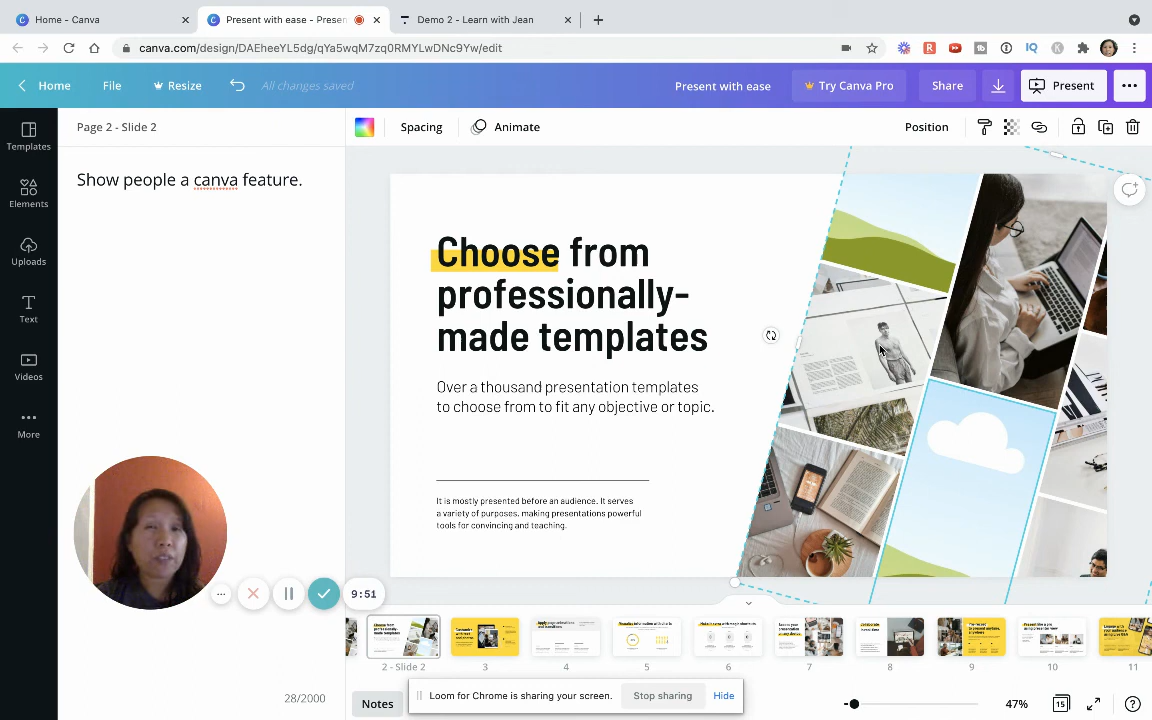 Home - Canva
Present with ease - Presen
Demo 2 - Learn with Jean
canva.com/design/DAEheeYL5dg/qYa5wqM7zq0RMYLwDNc9Yw/edit
Home
File
Resize
All changes saved
Present with ease
Try Canva Pro
Share
Present
Templates
Elements
Uploads
Text
Videos
More
Page 2 - Slide 2
Spacing
Animate
Position
Show people a canva feature.
Choose from
professionally-
made templates
Over a thousand presentation templates
to choose from to fit any objective or topic.
It is mostly presented before an audience. It serves
a variety of purposes, making presentations powerful
tools for convincing and teaching.
9:51
2 - Slide 2
3
4
5
6
7
8
9
10
11
28/2000
Notes
Loom for Chrome is sharing your screen.
Stop sharing
Hide
47%
15